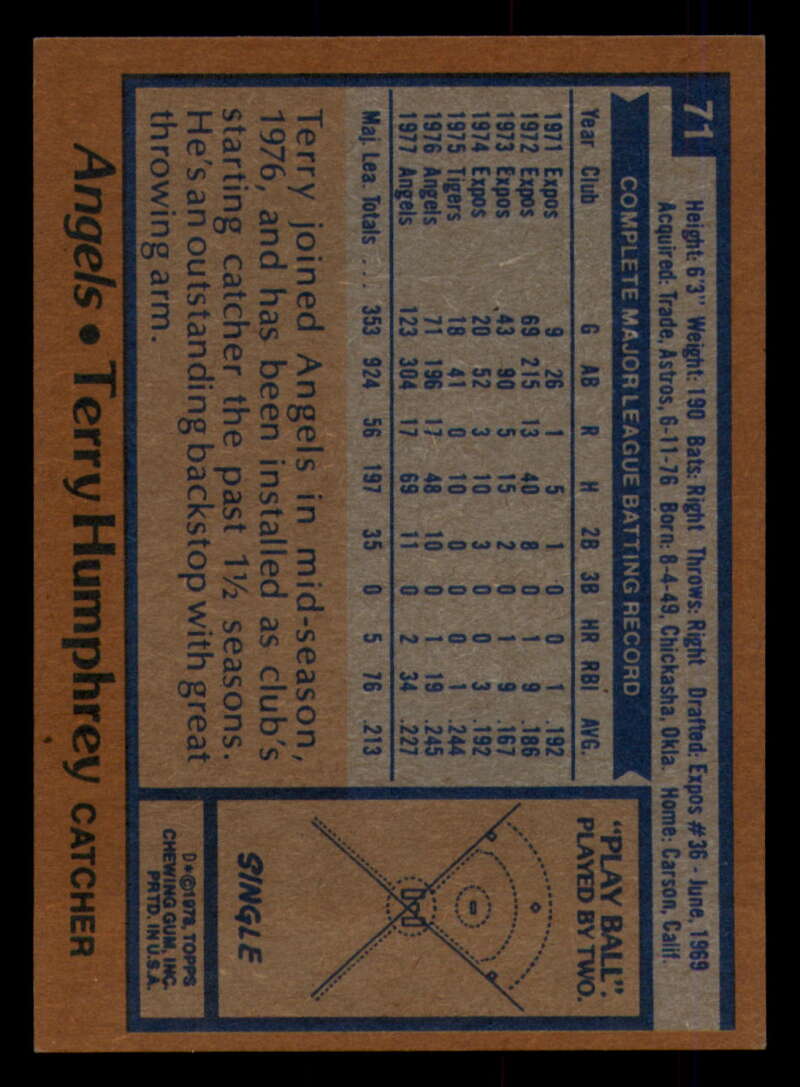 71
Height: 6'3" Weight: 190 Bats: Right Throws: Right Drafted: Expos #36 - June, 1969
Acquired: Trade, Astros, 6-11-76 Born: 8-4-49, Chickasha, Okla. Home: Carson, Calif.
COMPLETE MAJOR LEAGUE BATTING RECORD
Year Club G AB R H 2B 3B HR RBI AVG.
1971 Expos 9 26 1 5 1 0 0 1 .192
1972 Expos 69 215 13 40 8 0 1 9 .186
1973 Expos 43 90 5 15 2 0 1 9 .167
1974 Expos 20 52 3 10 3 0 0 3 .192
1975 Tigers 18 41 0 10 0 0 0 1 .244
1976 Angels 71 196 17 48 10 0 1 19 .245
1977 Angels 123 304 17 69 11 0 2 34 .227
Maj. Lea. Totals ... 353 924 56 197 35 0 5 76 .213
Terry joined Angels in mid-season,
1976, and has been installed as club's
starting catcher the past 1½ seasons.
He's an outstanding backstop with great
throwing arm.
"PLAY BALL"
PLAYED BY TWO.
SINGLE
D*©1978, TOPPS
CHEWING GUM, INC.
PRTD. IN U.S.A.
Angels • Terry Humphrey CATCHER